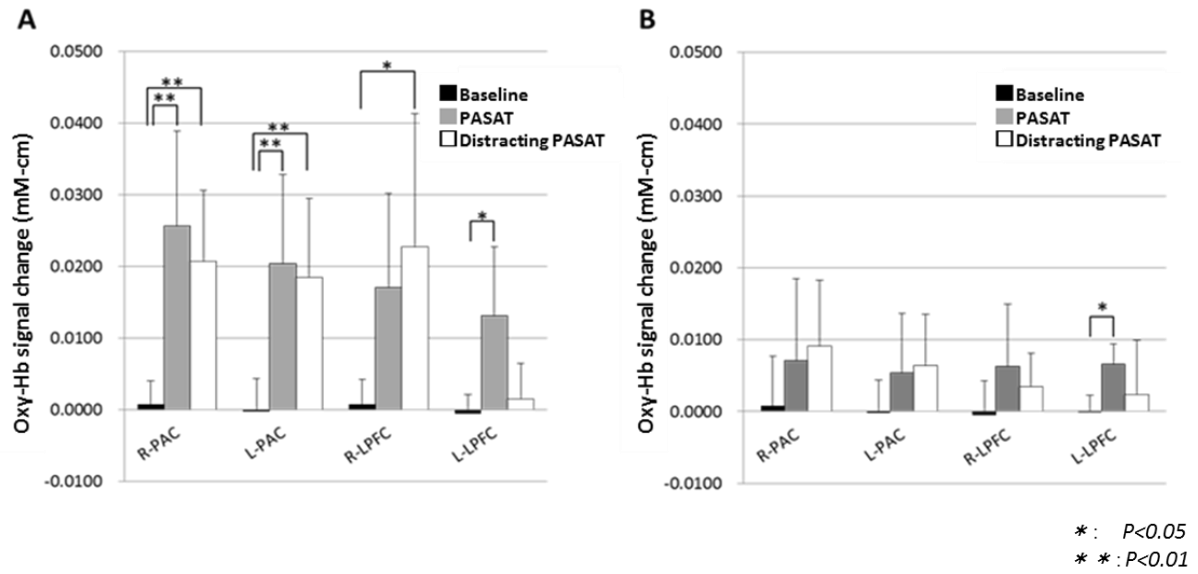 A
Oxy-Hb signal change (mM-cm)
0.0500
0.0400
0.0300
0.0200
0.0100
0.0000
-0.0100
**
**
**
**
*
*
Baseline
PASAT
Distracting PASAT
R-PAC
L-PAC
R-LPFC
L-LPFC
B
Oxy-Hb signal change (mM-cm)
0.0500
0.0400
0.0300
0.0200
0.0100
0.0000
-0.0100
*
Baseline
PASAT
Distracting PASAT
R-PAC
L-PAC
R-LPFC
L-LPFC
* : P<0.05
* * : P<0.01